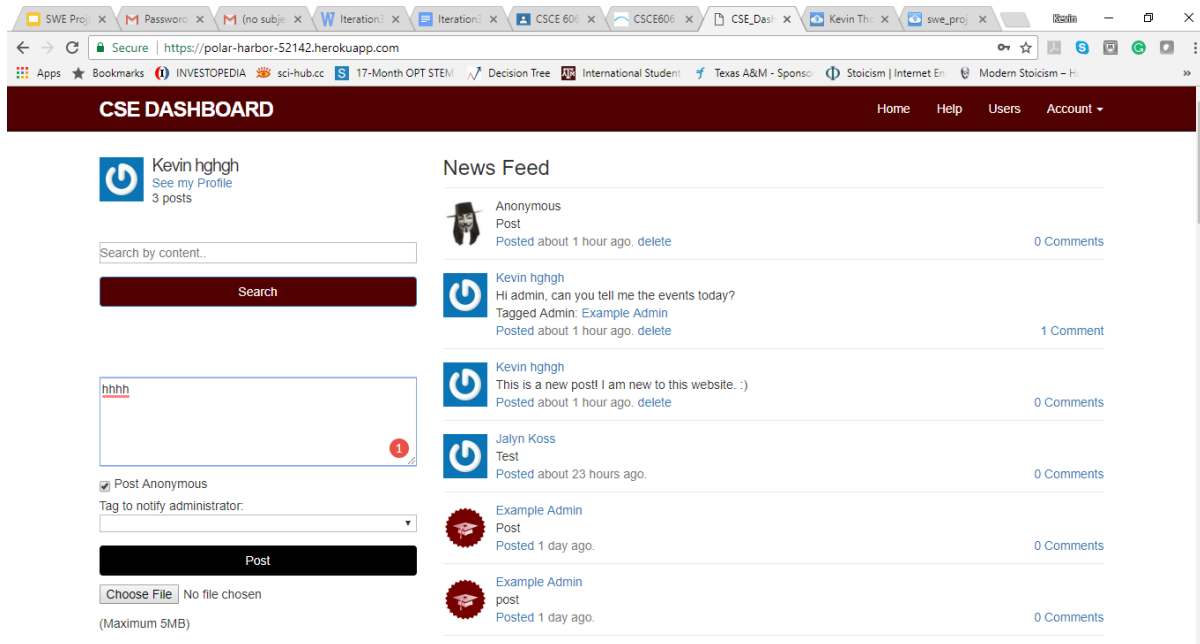 SWE Proj
Password
(no subje
Iteration
Iteration
CSCE 606
CSCE606
CSE_Dash
Kevin Tho
swe_proj
Kevin
Secure | https://polar-harbor-52142.herokuapp.com
Apps Bookmarks INVESTOPEDIA sci-hub.cc 17-Month OPT STEM Decision Tree International Student Texas A&M - Sponso Stoicism | Internet En Modern Stoicism – H
CSE DASHBOARD
Home Help Users Account
Kevin hghgh
See my Profile
3 posts
Search by content..
Search
hhhh
1
Post Anonymous
Tag to notify administrator:
Post
Choose File No file chosen
(Maximum 5MB)
News Feed
Anonymous
Post
Posted about 1 hour ago. delete
0 Comments
Kevin hghgh
Hi admin, can you tell me the events today?
Tagged Admin: Example Admin
Posted about 1 hour ago. delete
1 Comment
Kevin hghgh
This is a new post! I am new to this website. :)
Posted about 1 hour ago. delete
0 Comments
Jalyn Koss
Test
Posted about 23 hours ago.
0 Comments
Example Admin
Post
Posted 1 day ago.
0 Comments
Example Admin
post
Posted 1 day ago.
0 Comments